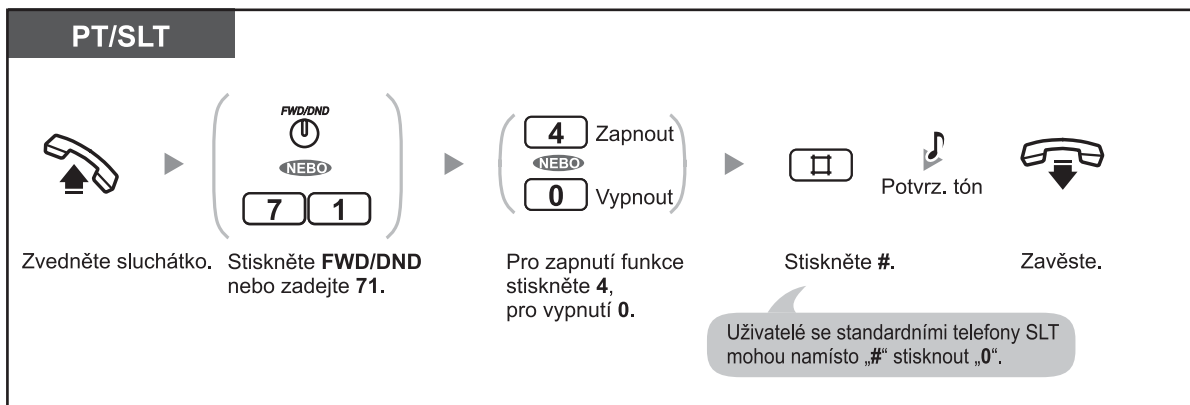 PT/SLT
FWD/DND
NEBO
7 1
4 Zapnout
NEBO
0 Vypnout
#
Potvrz. tón
Zvedněte sluchátko.
Stiskněte FWD/DND
nebo zadejte 71.
Pro zapnutí funkce
stiskněte 4,
pro vypnutí 0.
Stiskněte #.
Zavěste.
Uživatelé se standardními telefony SLT
mohou namísto „#“ stisknout „0“.